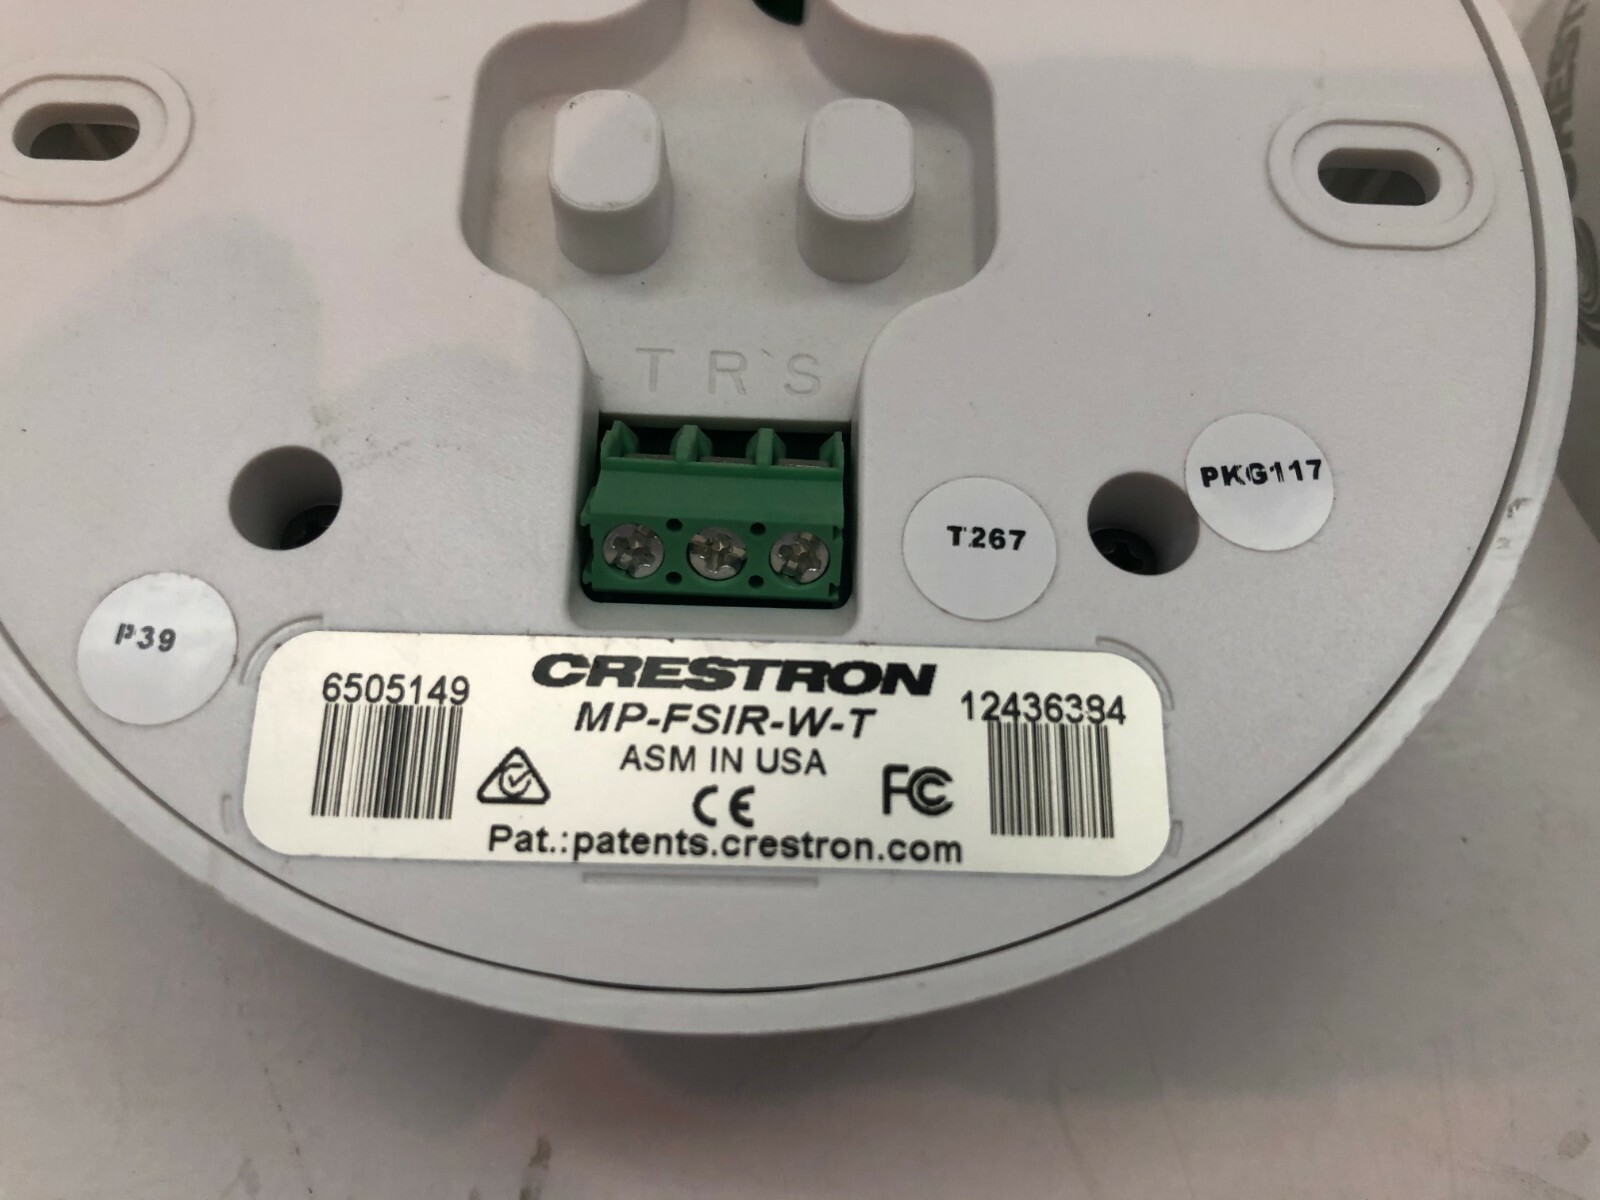 T R S
PKG117
T267
P39
CRESTRON
6505149
12436384
MP-FSIR-W-T
ASM IN USA
CE
FC
Pat.:patents.crestron.com